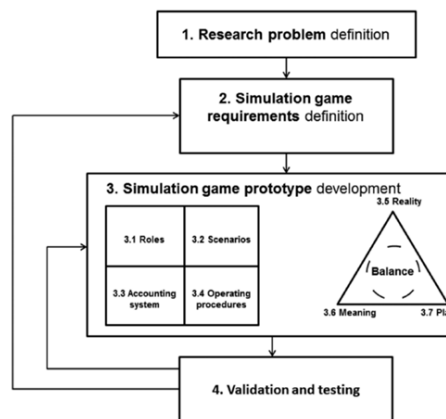 1. Research problem definition
2. Simulation game
requirements definition
3. Simulation game prototype development
3.5 Reality
3.1 Roles
3.2 Scenarios
Balance
3.3 Accounting
system
3.4 Operating
procedures
3.6 Meaning
3.7
4. Validation and testing